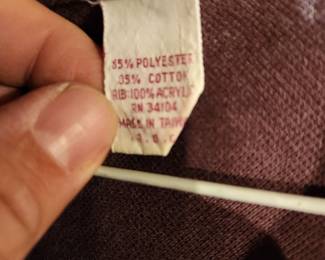 65% POLYESTER
35% COTTON
RIB:100% ACRYLIC
RN 34104
MADE IN TAIWAN
R.O.C